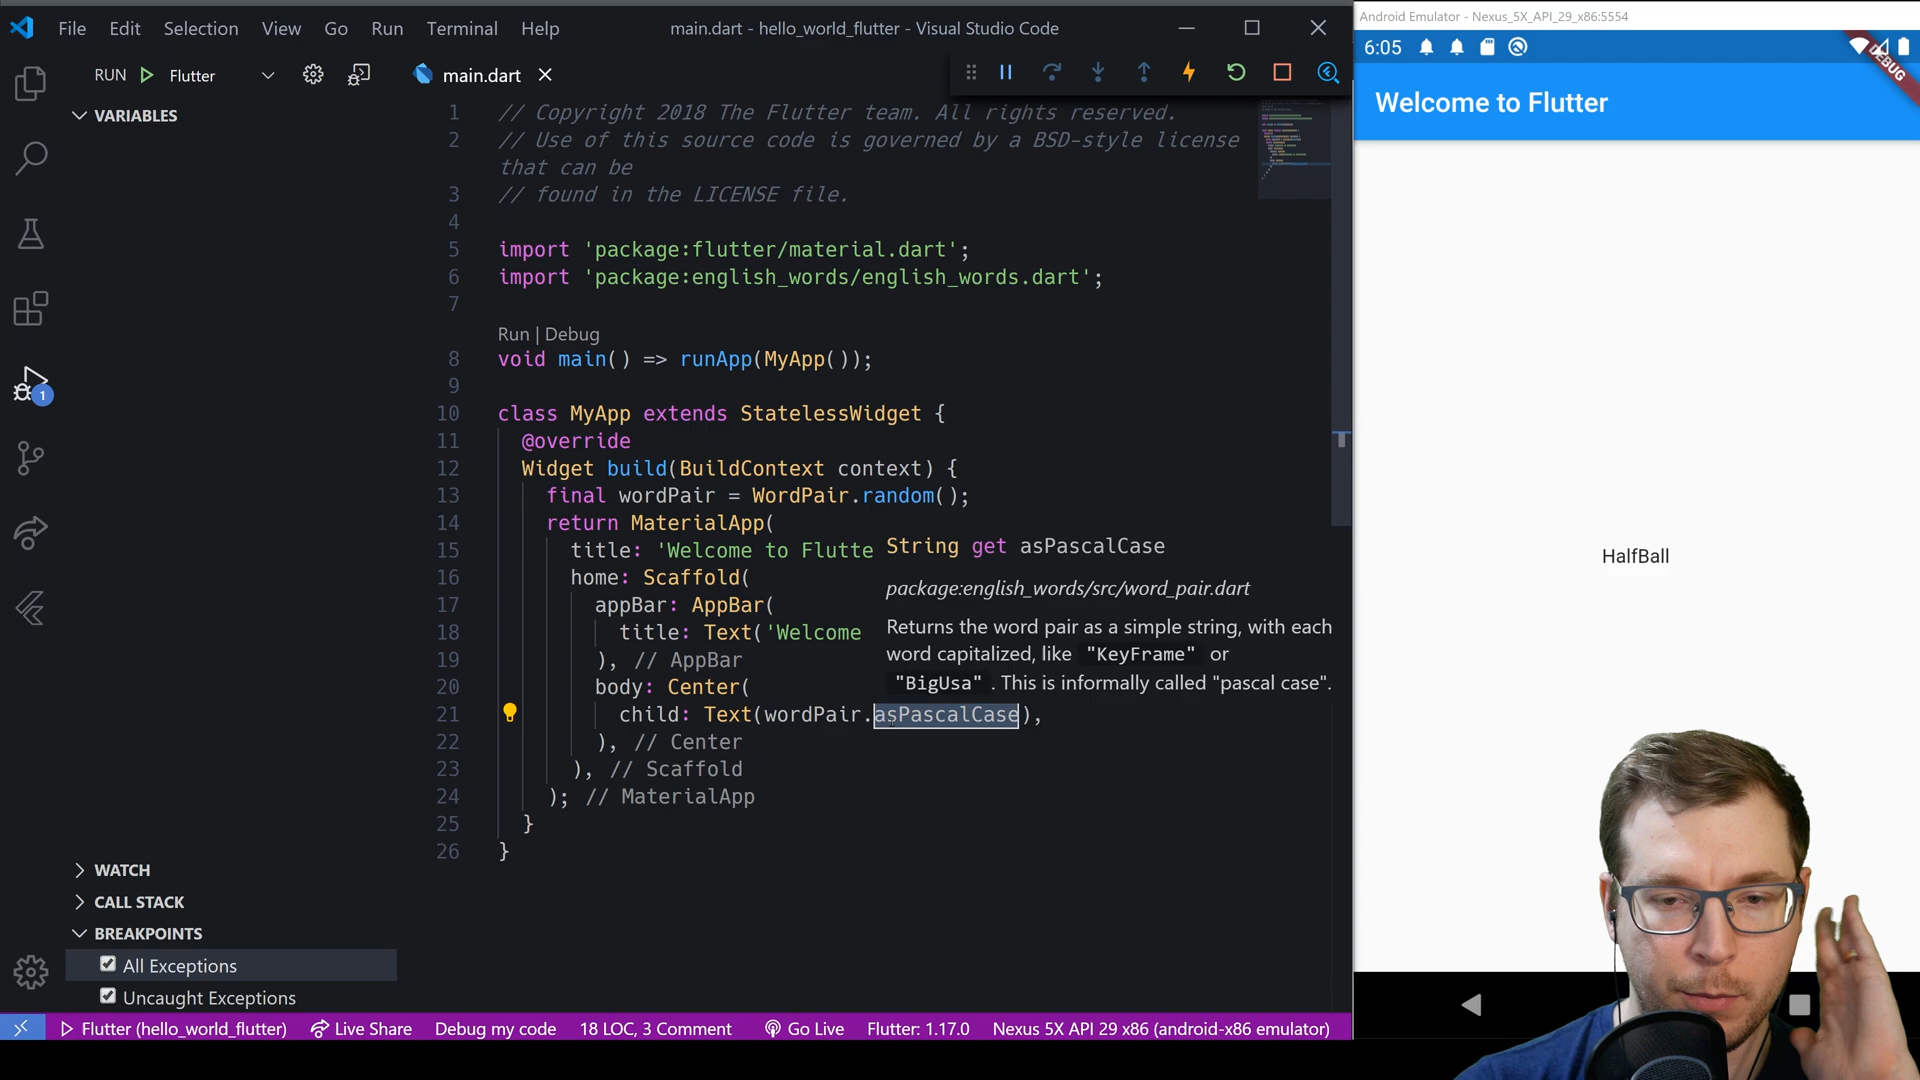 File Edit Selection View Go Run Terminal Help
main.dart - hello_world_flutter - Visual Studio Code
RUN Flutter
main.dart
VARIABLES
1 // Copyright 2018 The Flutter team. All rights reserved.
2 // Use of this source code is governed by a BSD-style license
that can be
3 // found in the LICENSE file.
4
5 import 'package:flutter/material.dart';
6 import 'package:english_words/english_words.dart';
7
Run | Debug
8 void main() => runApp(MyApp());
9
10 class MyApp extends StatelessWidget {
11 @override
12 Widget build(BuildContext context) {
13 final wordPair = WordPair.random();
14 return MaterialApp(
15 title: 'Welcome to Flutte
16 home: Scaffold(
17 appBar: AppBar(
18 title: Text('Welcome
19 ), // AppBar
20 body: Center(
21 child: Text(wordPair.asPascalCase),
22 ), // Center
23 ), // Scaffold
24 ); // MaterialApp
25 }
26 }
String get asPascalCase
package:english_words/src/word_pair.dart
Returns the word pair as a simple string, with each
word capitalized, like "KeyFrame" or
"BigUsa" . This is informally called "pascal case".
1
WATCH
CALL STACK
BREAKPOINTS
All Exceptions
Uncaught Exceptions
Flutter (hello_world_flutter) Live Share Debug my code 18 LOC, 3 Comment Go Live Flutter: 1.17.0 Nexus 5X API 29 x86 (android-x86 emulator)
Android Emulator - Nexus_5X_API_29_x86:5554
6:05
DEBUG
Welcome to Flutter
HalfBall